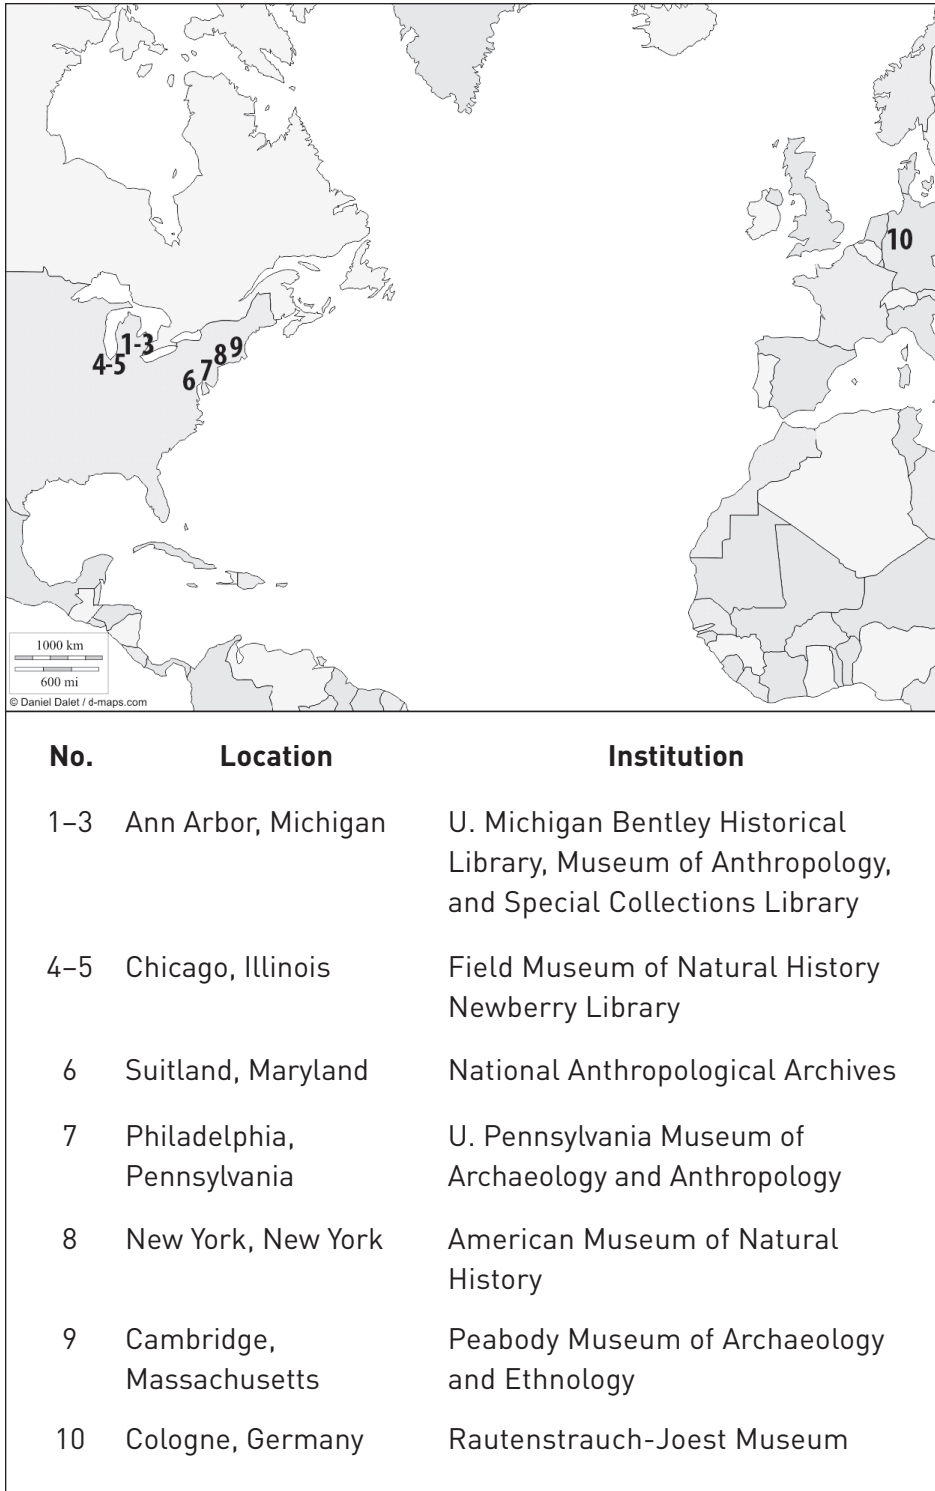 10
1-3
4-5
6
7
8
9
1000 km
600 mi
© Daniel Dalet / d-maps.com
No. Location Institution
1–3 Ann Arbor, Michigan U. Michigan Bentley Historical
Library, Museum of Anthropology,
and Special Collections Library
4–5 Chicago, Illinois Field Museum of Natural History
Newberry Library
6 Suitland, Maryland National Anthropological Archives
7 Philadelphia, U. Pennsylvania Museum of
Pennsylvania Archaeology and Anthropology
8 New York, New York American Museum of Natural
History
9 Cambridge, Peabody Museum of Archaeology
Massachusetts and Ethnology
10 Cologne, Germany Rautenstrauch-Joest Museum